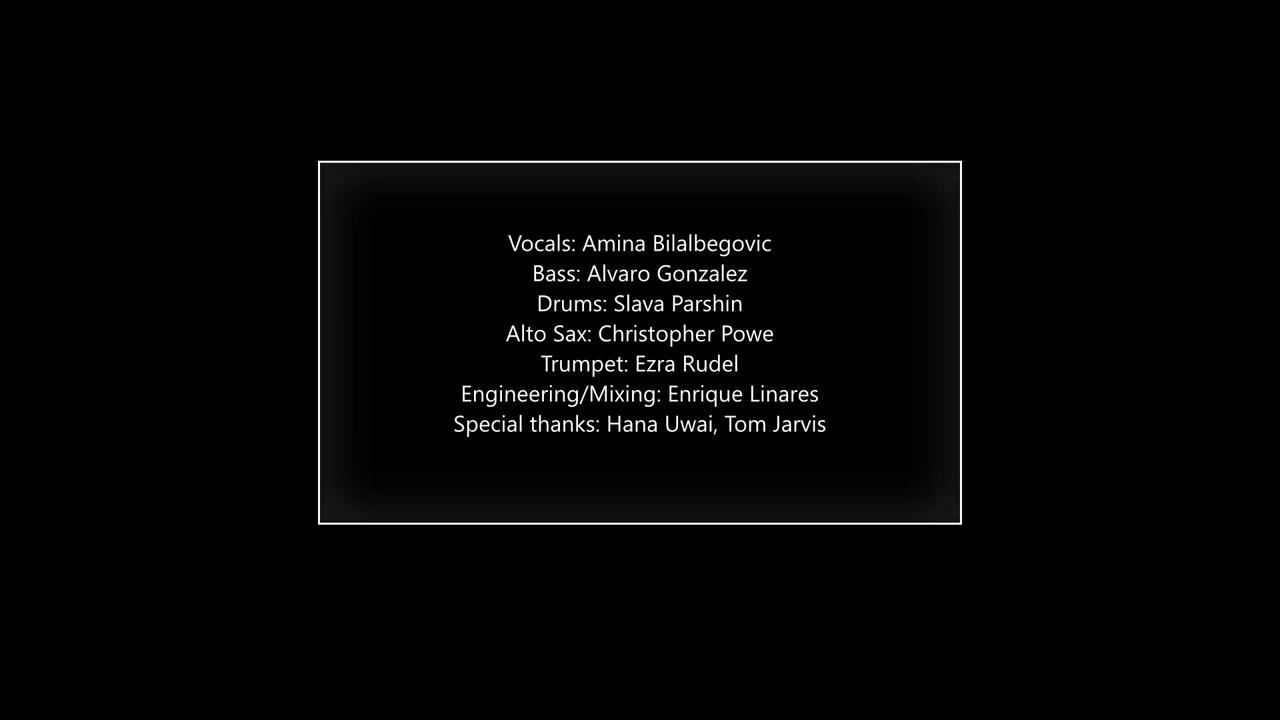 Vocals: Amina Bilalbegovic
Bass: Alvaro Gonzalez
Drums: Slava Parshin
Alto Sax: Christopher Powe
Trumpet: Ezra Rudel
Engineering/Mixing: Enrique Linares
Special thanks: Hana Uwai, Tom Jarvis